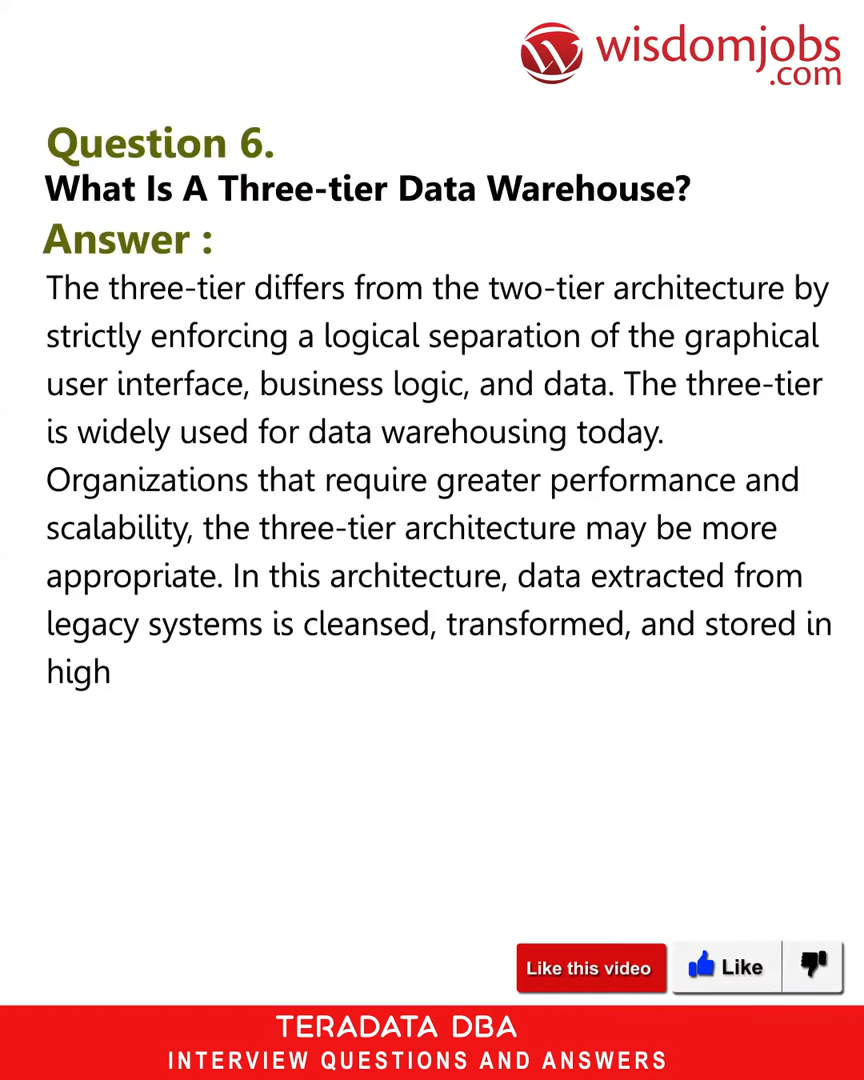 wisdomjobs
.com
Question 6.
What Is A Three-tier Data Warehouse?
Answer :
The three-tier differs from the two-tier architecture by
strictly enforcing a logical separation of the graphical
user interface, business logic, and data. The three-tier
is widely used for data warehousing today.
Organizations that require greater performance and
scalability, the three-tier architecture may be more
appropriate. In this architecture, data extracted from
legacy systems is cleansed, transformed, and stored in
high
Like this video
Like
TERADATA DBA
INTERVIEW QUESTIONS AND ANSWERS